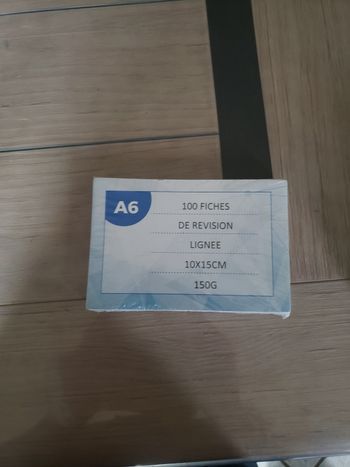 A6
100 FICHES
DE REVISION
LIGNEE
10X15CM
150G